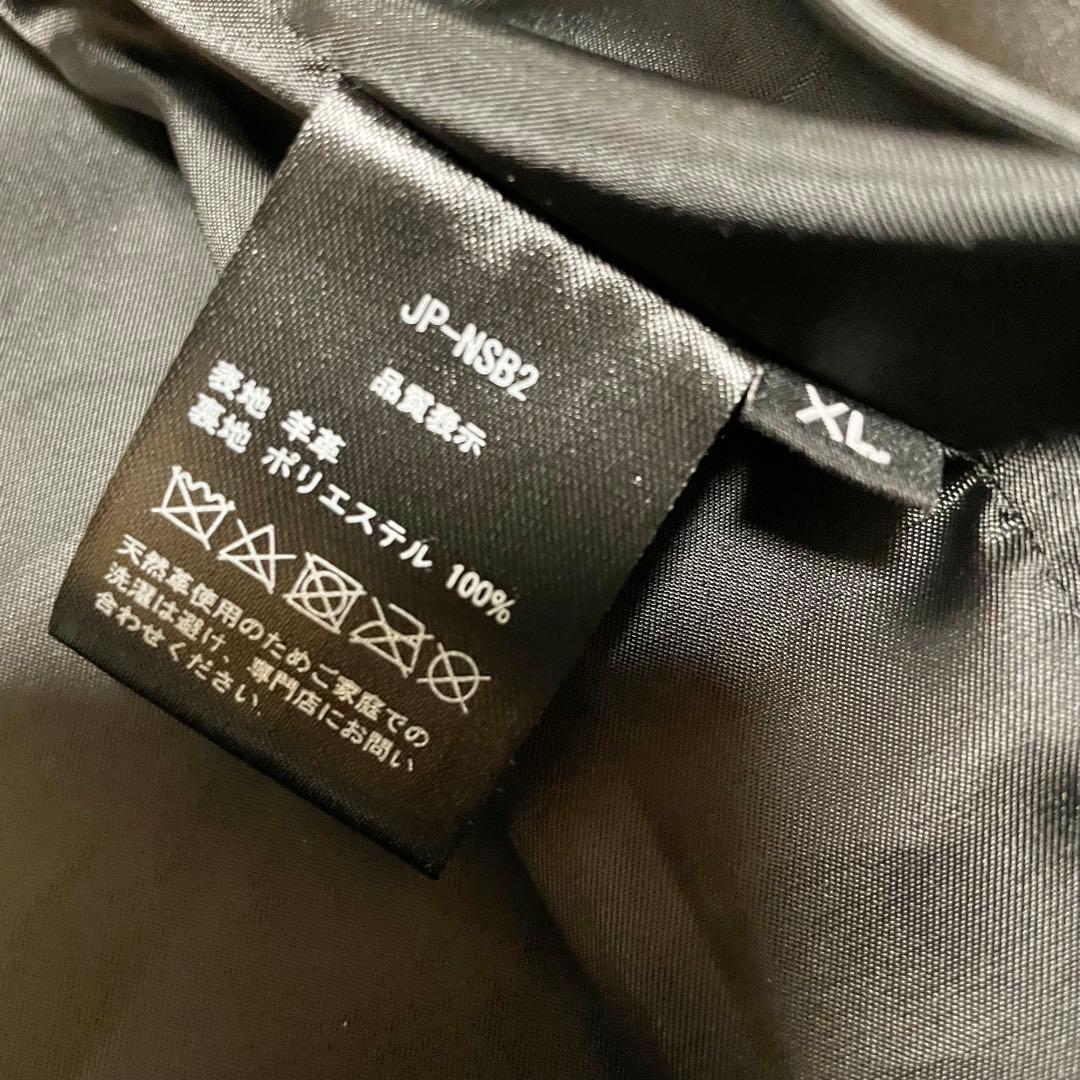 JP-NSB2
品質表示
表地 羊革
裏地 ポリエステル 100%
天然革使用のためご家庭での
洗濯は避け、専門店にお問い
合わせください。
XL